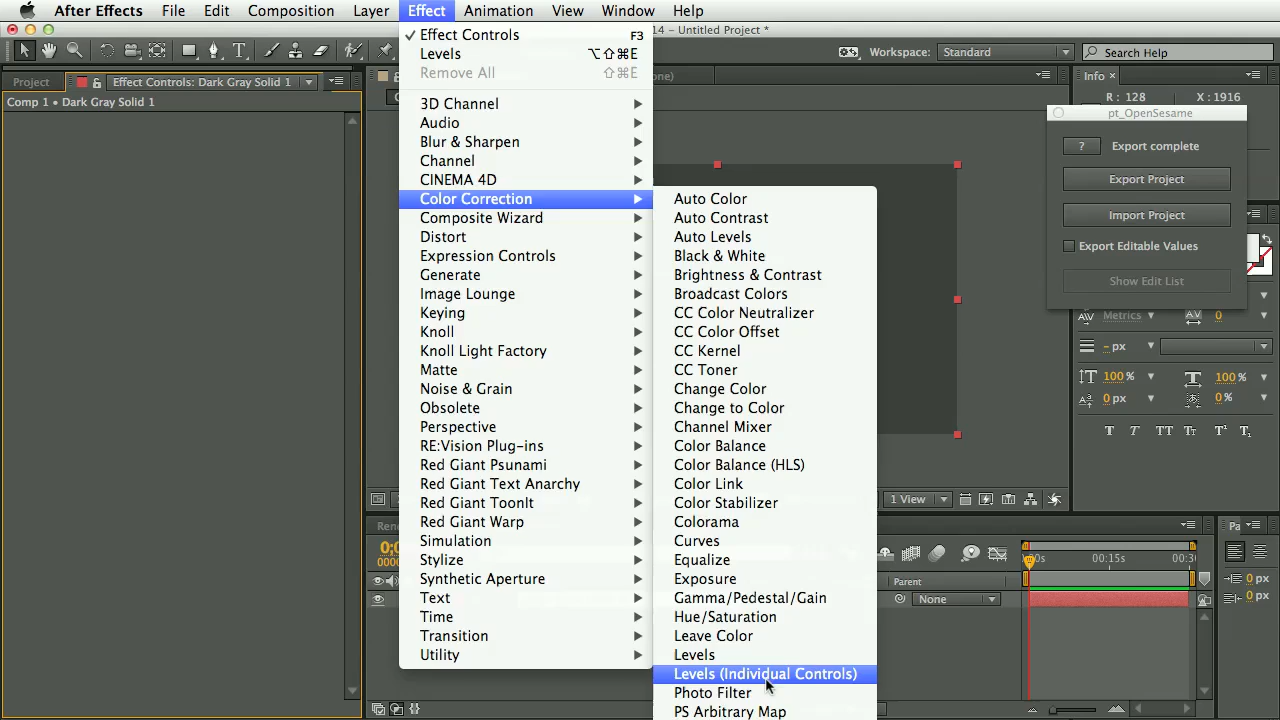 After Effects File Edit Composition Layer Effect Animation View Window Help
14 – Untitled Project *
T Workspace: Standard Search Help
Project Effect Controls: Dark Gray Solid 1
Comp 1 • Dark Gray Solid 1
✓ Effect Controls F3
Levels ⌥⇧⌘E
Remove All ⇧⌘E
3D Channel
Audio
Blur & Sharpen
Channel
CINEMA 4D
Color Correction
Composite Wizard
Distort
Expression Controls
Generate
Image Lounge
Keying
Knoll
Knoll Light Factory
Matte
Noise & Grain
Obsolete
Perspective
RE:Vision Plug-ins
Red Giant Psunami
Red Giant Text Anarchy
Red Giant ToonIt
Red Giant Warp
Simulation
Stylize
Synthetic Aperture
Text
Time
Transition
Utility
Auto Color
Auto Contrast
Auto Levels
Black & White
Brightness & Contrast
Broadcast Colors
CC Color Neutralizer
CC Color Offset
CC Kernel
CC Toner
Change Color
Change to Color
Channel Mixer
Color Balance
Color Balance (HLS)
Color Link
Color Stabilizer
Colorama
Curves
Equalize
Exposure
Gamma/Pedestal/Gain
Hue/Saturation
Leave Color
Levels
Levels (Individual Controls)
Photo Filter
PS Arbitrary Map
Info ×
R : 128 X : 1916
pt_OpenSesame
? Export complete
Export Project
Import Project
Export Editable Values
Show Edit List
Metrics 0
– px
100 % 100 %
0 px 0 %
T T TT Tt T¹ T₁
1 View
00:15s 00:3
Parent
None
Pa
0 px
0 px